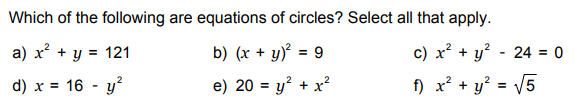 Which of the following are equations of circles? Select all that apply.
a) x² + y = 121 b) (x + y)² = 9 c) x² + y² - 24 = 0
d) x = 16 - y² e) 20 = y² + x² f) x² + y² = √5